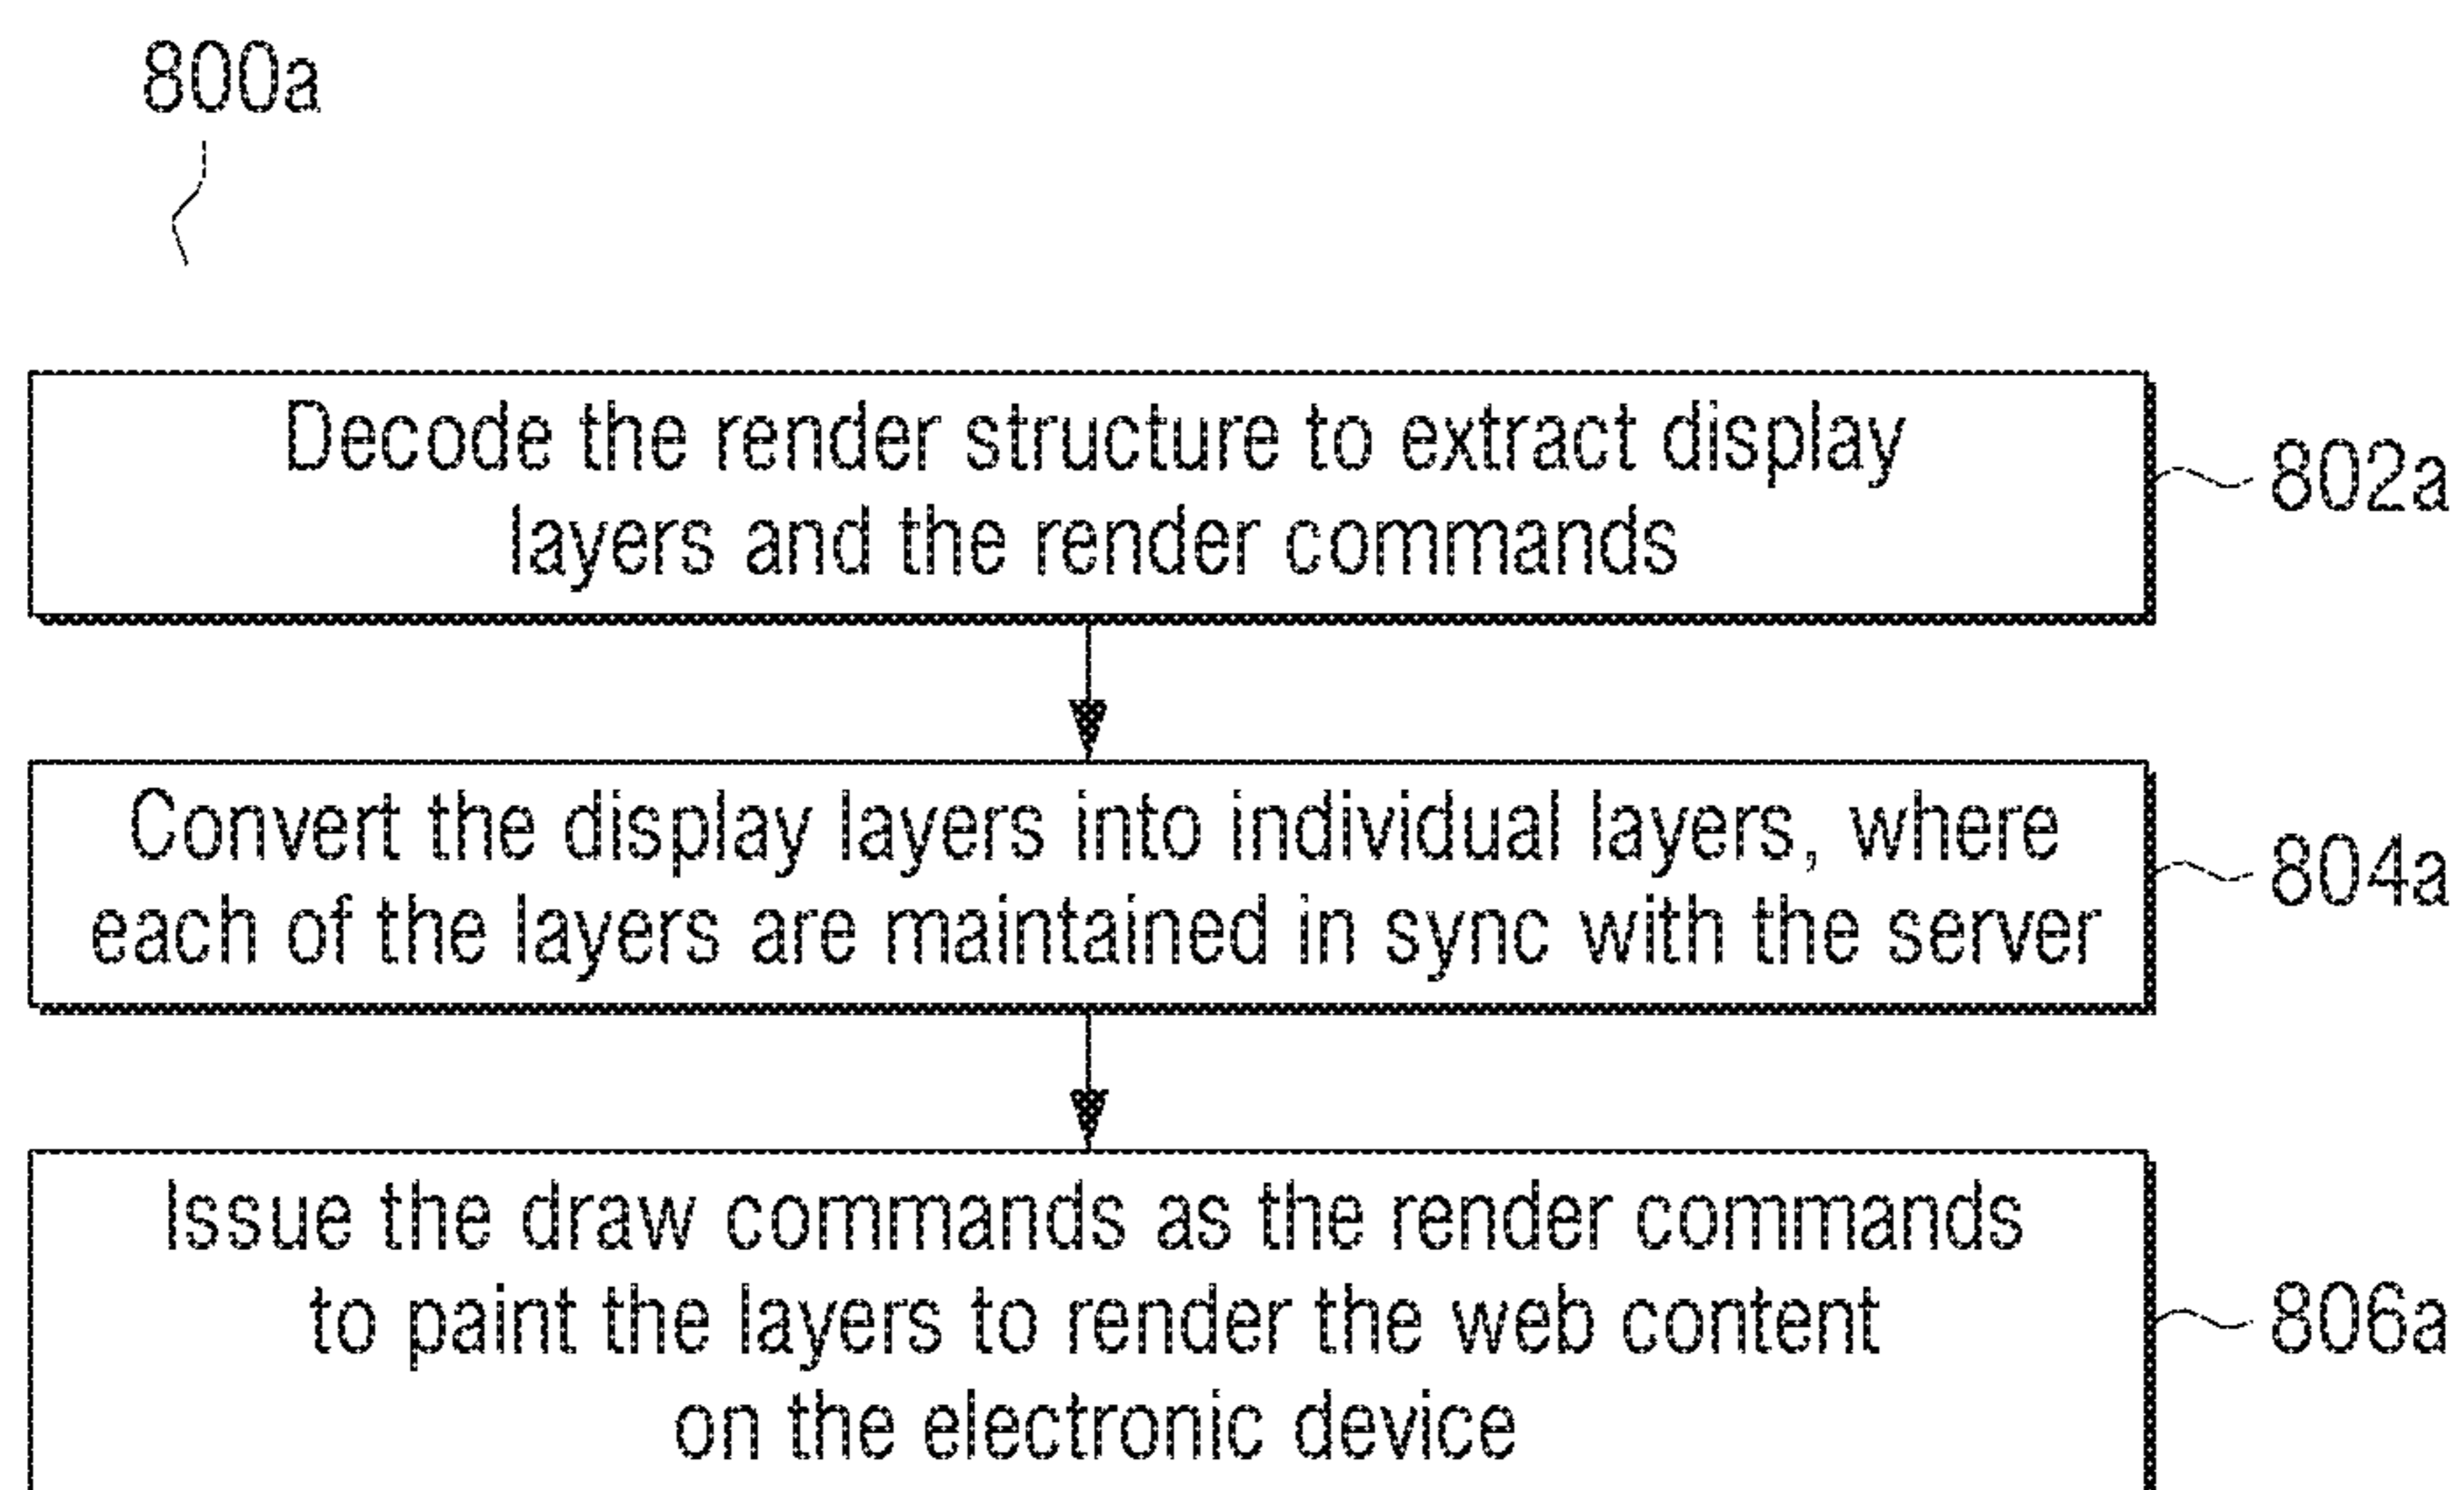 800a
Decode the render structure to extract display
layers and the render commands
802a
Convert the display layers into individual layers, where
each of the layers are maintained in sync with the server
804a
Issue the draw commands as the render commands
to paint the layers to render the web content
on the electronic device
806a